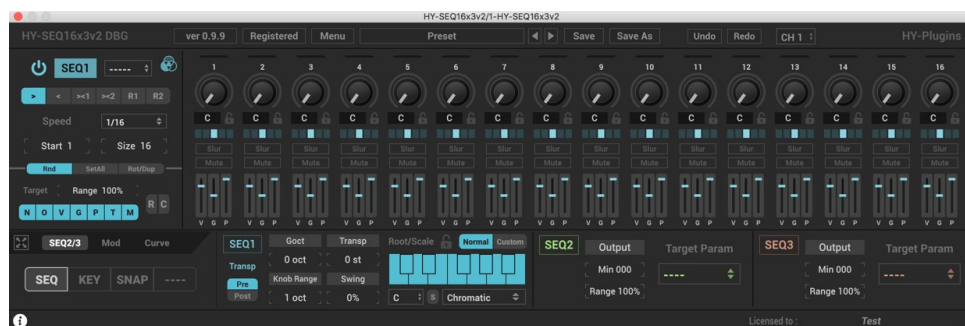 HY-SEQ16x3v2/1-HY-SEQ16x3v2
HY-SEQ16x3v2 DBG ver 0.9.9 Registered Menu Preset Save Save As Undo Redo CH 1 HY-Plugins
SEQ1 -----
1 2 3 4 5 6 7 8 9 10 11 12 13 14 15 16
> < ><1 ><2 R1 R2
C C C C C C C C C C C C C C C C
Speed 1/16
Start 1 Size 16
Slur Slur Slur Slur Slur Slur Slur Slur Slur Slur Slur Slur Slur Slur Slur Slur
Mute Mute Mute Mute Mute Mute Mute Mute Mute Mute Mute Mute Mute Mute Mute Mute
Rnd SetAll Rot/Dup
Target Range 100%
N O V G P T M R C
V G P V G P V G P V G P V G P V G P V G P V G P V G P V G P V G P V G P V G P V G P V G P V G P
SEQ2/3 Mod Curve
SEQ KEY SNAP ----
SEQ1 Goct Transp Root/Scale Normal Custom
0 oct 0 st
Transp
Pre
Post
Knob Range Swing
1 oct 0%
C S Chromatic
SEQ2 Output Target Param
Min 000 ----
Range 100%
SEQ3 Output Target Param
Min 000 ----
Range 100%
Licensed to : Test